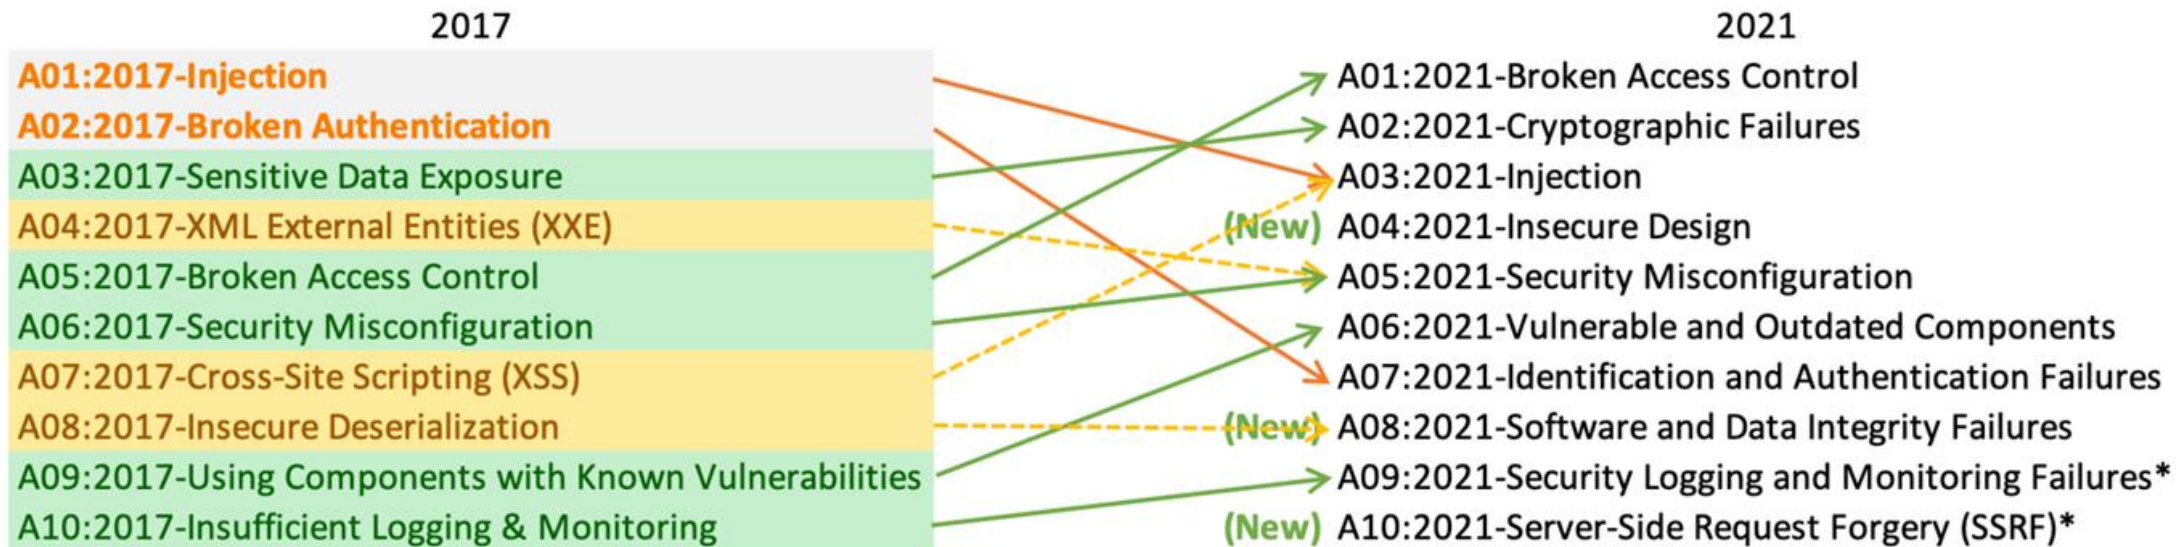 2017
A01:2017-Injection
A02:2017-Broken Authentication
A03:2017-Sensitive Data Exposure
A04:2017-XML External Entities (XXE)
A05:2017-Broken Access Control
A06:2017-Security Misconfiguration
A07:2017-Cross-Site Scripting (XSS)
A08:2017-Insecure Deserialization
A09:2017-Using Components with Known Vulnerabilities
A10:2017-Insufficient Logging & Monitoring
2021
A01:2021-Broken Access Control
A02:2021-Cryptographic Failures
A03:2021-Injection
(New) A04:2021-Insecure Design
A05:2021-Security Misconfiguration
A06:2021-Vulnerable and Outdated Components
A07:2021-Identification and Authentication Failures
(New) A08:2021-Software and Data Integrity Failures
A09:2021-Security Logging and Monitoring Failures*
(New) A10:2021-Server-Side Request Forgery (SSRF)*